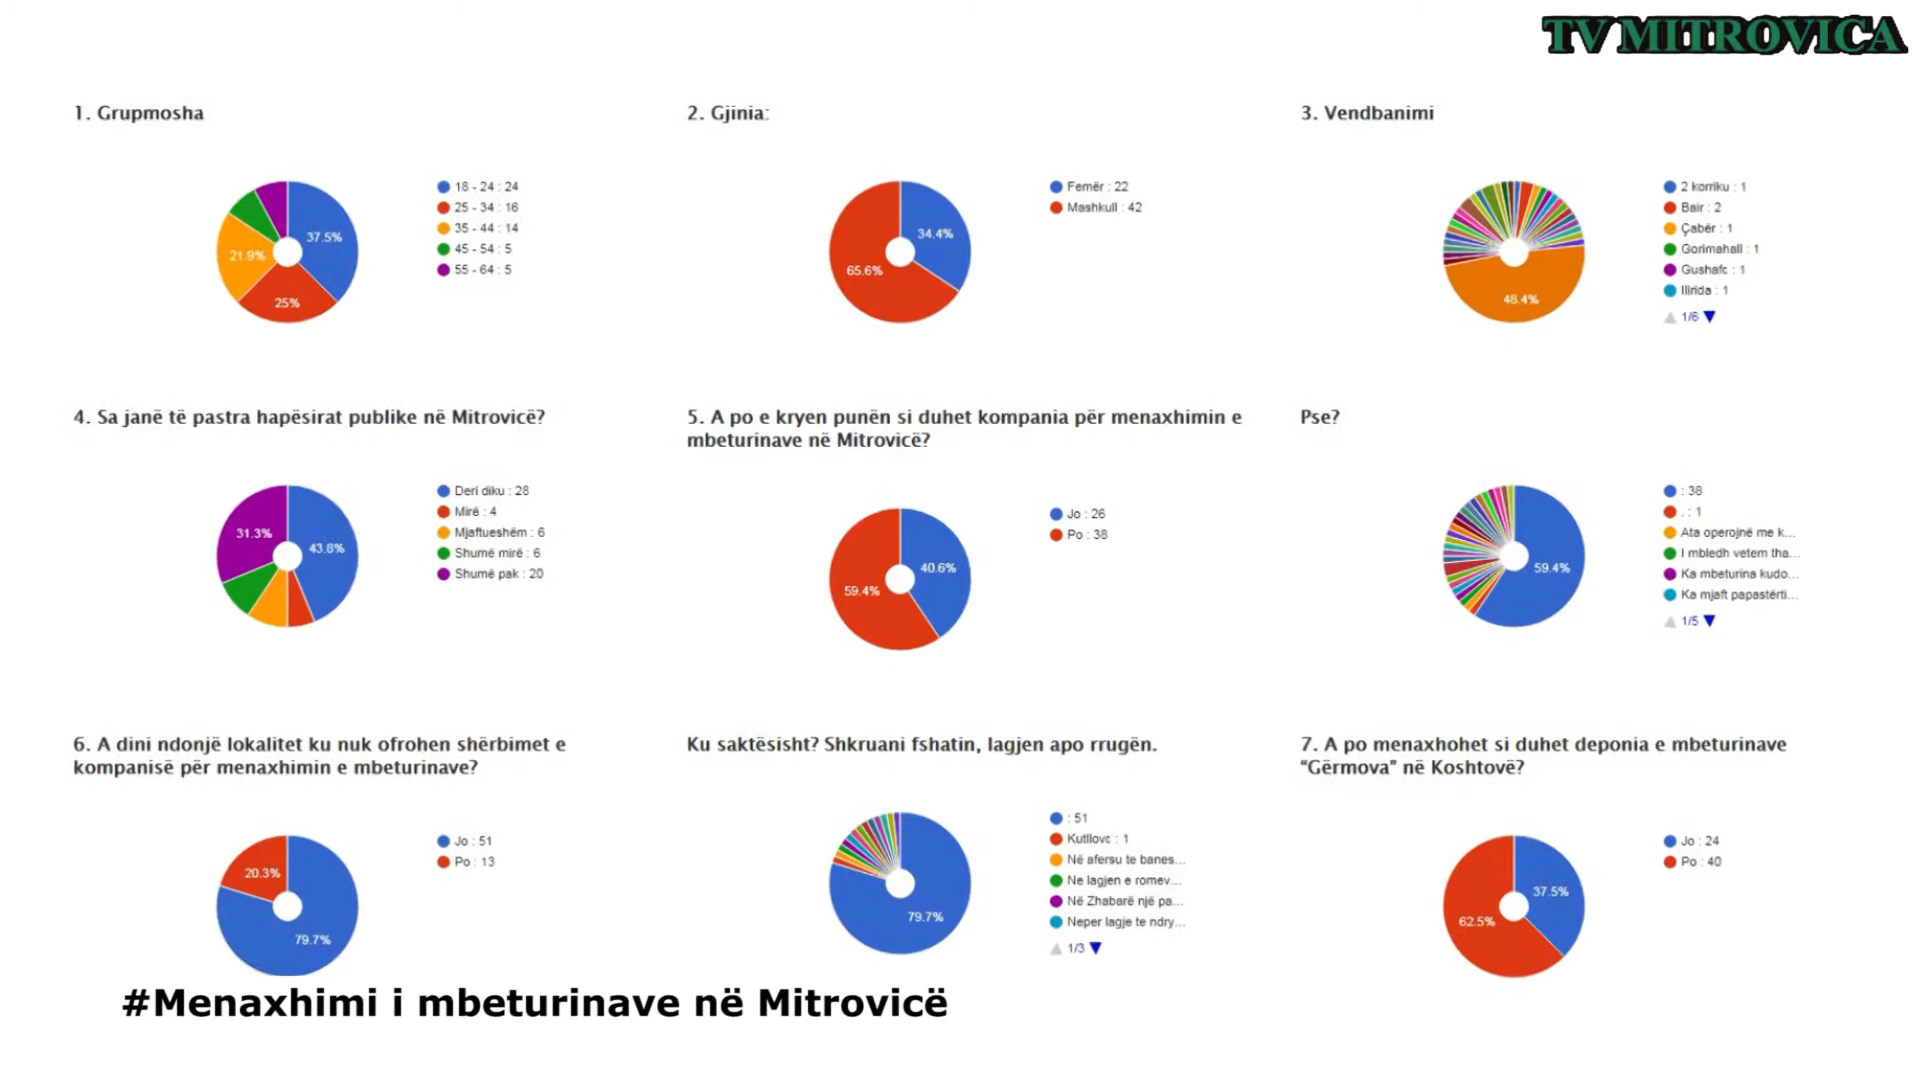 TV MITROVICA
1. Grupmosha
37.5%
21.9%
25%
18 - 24 : 24
25 - 34 : 16
35 - 44 : 14
45 - 54 : 5
55 - 64 : 5
2. Gjinia:
34.4%
65.6%
Femër : 22
Mashkull : 42
3. Vendbanimi
48.4%
2 korriku : 1
Bair : 2
Çabër : 1
Gorimahall : 1
Gushafc : 1
Ilirida : 1
1/6
4. Sa janë të pastra hapësirat publike në Mitrovicë?
31.3%
43.8%
Deri diku : 28
Mirë : 4
Mjaftueshëm : 6
Shumë mirë : 6
Shumë pak : 20
5. A po e kryen punën si duhet kompania për menaxhimin e
mbeturinave në Mitrovicë?
40.6%
59.4%
Jo : 26
Po : 38
Pse?
59.4%
: 38
. : 1
Ata operojnë me k...
I mbledh vetem tha...
Ka mbeturina kudo...
Ka mjaft papastërti...
1/5
6. A dini ndonjë lokalitet ku nuk ofrohen shërbimet e
kompanisë për menaxhimin e mbeturinave?
20.3%
79.7%
Jo : 51
Po : 13
Ku saktësisht? Shkruani fshatin, lagjen apo rrugën.
79.7%
: 51
Kutllovc : 1
Në afersu te banes...
Ne lagjen e romev...
Në Zhabarë një pa...
Neper lagje te ndry...
1/3
7. A po menaxhohet si duhet deponia e mbeturinave
“Gërmova” në Koshtovë?
37.5%
62.5%
Jo : 24
Po : 40
#Menaxhimi i mbeturinave në Mitrovicë